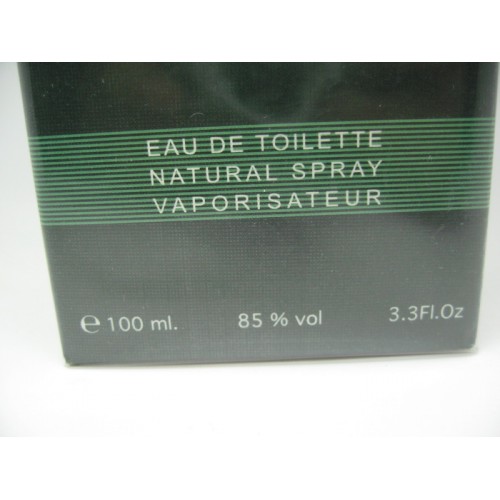 EAU DE TOILETTE
NATURAL SPRAY
VAPORISATEUR
℮ 100 ml. 85 % vol 3.3Fl.Oz